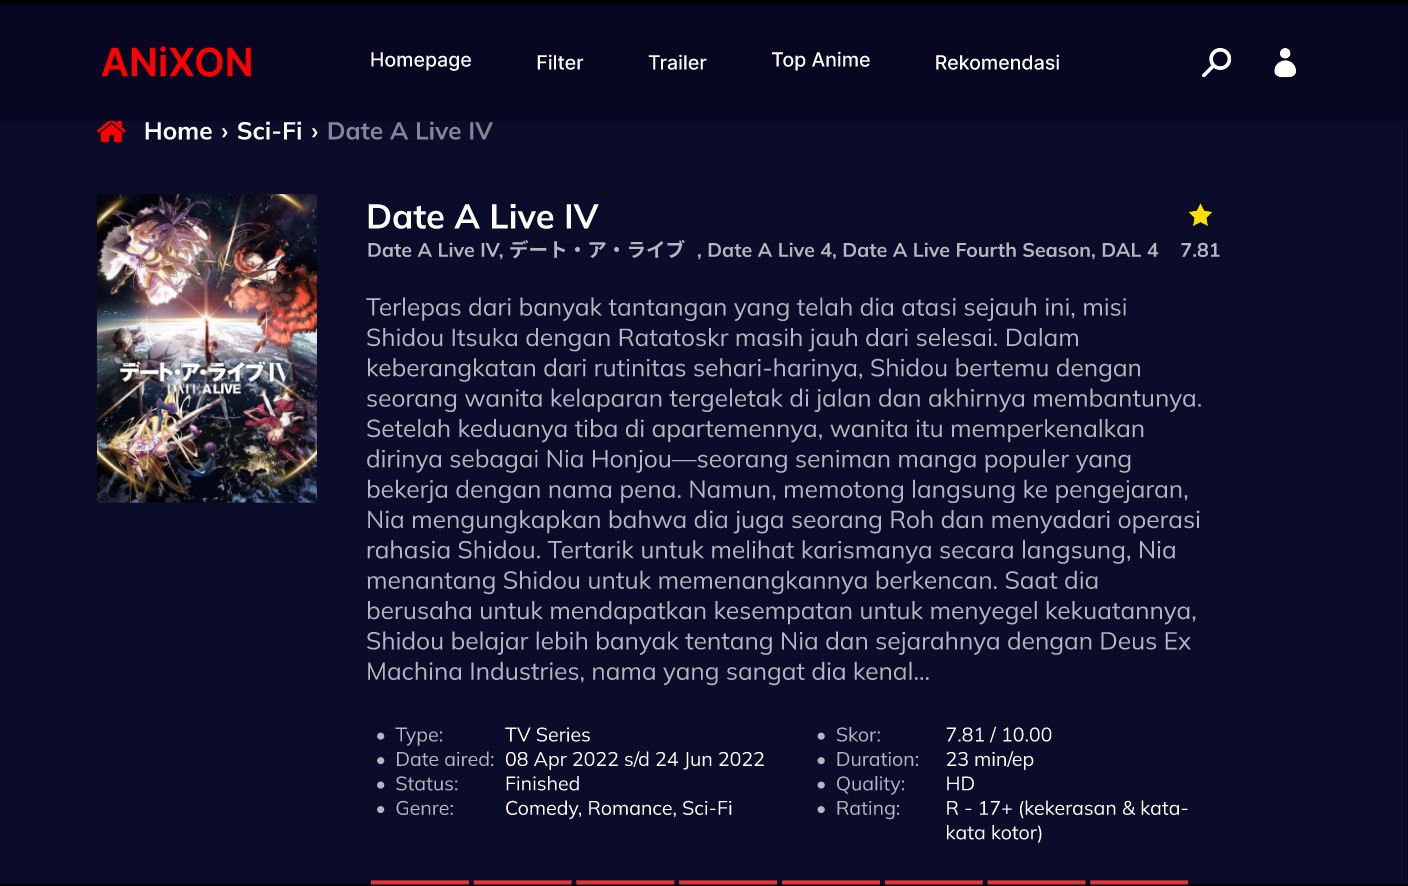 ANiXON
Homepage
Filter
Trailer
Top Anime
Rekomendasi
Home › Sci-Fi › Date A Live IV
デート・ア・ライブ IV
DATE A LIVE
Date A Live IV
Date A Live IV, デート・ア・ライブ , Date A Live 4, Date A Live Fourth Season, DAL 4
7.81
Terlepas dari banyak tantangan yang telah dia atasi sejauh ini, misi
Shidou Itsuka dengan Ratatoskr masih jauh dari selesai. Dalam
keberangkatan dari rutinitas sehari-harinya, Shidou bertemu dengan
seorang wanita kelaparan tergeletak di jalan dan akhirnya membantunya.
Setelah keduanya tiba di apartemennya, wanita itu memperkenalkan
dirinya sebagai Nia Honjou—seorang seniman manga populer yang
bekerja dengan nama pena. Namun, memotong langsung ke pengejaran,
Nia mengungkapkan bahwa dia juga seorang Roh dan menyadari operasi
rahasia Shidou. Tertarik untuk melihat karismanya secara langsung, Nia
menantang Shidou untuk memenangkannya berkencan. Saat dia
berusaha untuk mendapatkan kesempatan untuk menyegel kekuatannya,
Shidou belajar lebih banyak tentang Nia dan sejarahnya dengan Deus Ex
Machina Industries, nama yang sangat dia kenal...
• Type: TV Series
• Date aired: 08 Apr 2022 s/d 24 Jun 2022
• Status: Finished
• Genre: Comedy, Romance, Sci-Fi
• Skor: 7.81 / 10.00
• Duration: 23 min/ep
• Quality: HD
• Rating: R - 17+ (kekerasan & kata-
kata kotor)